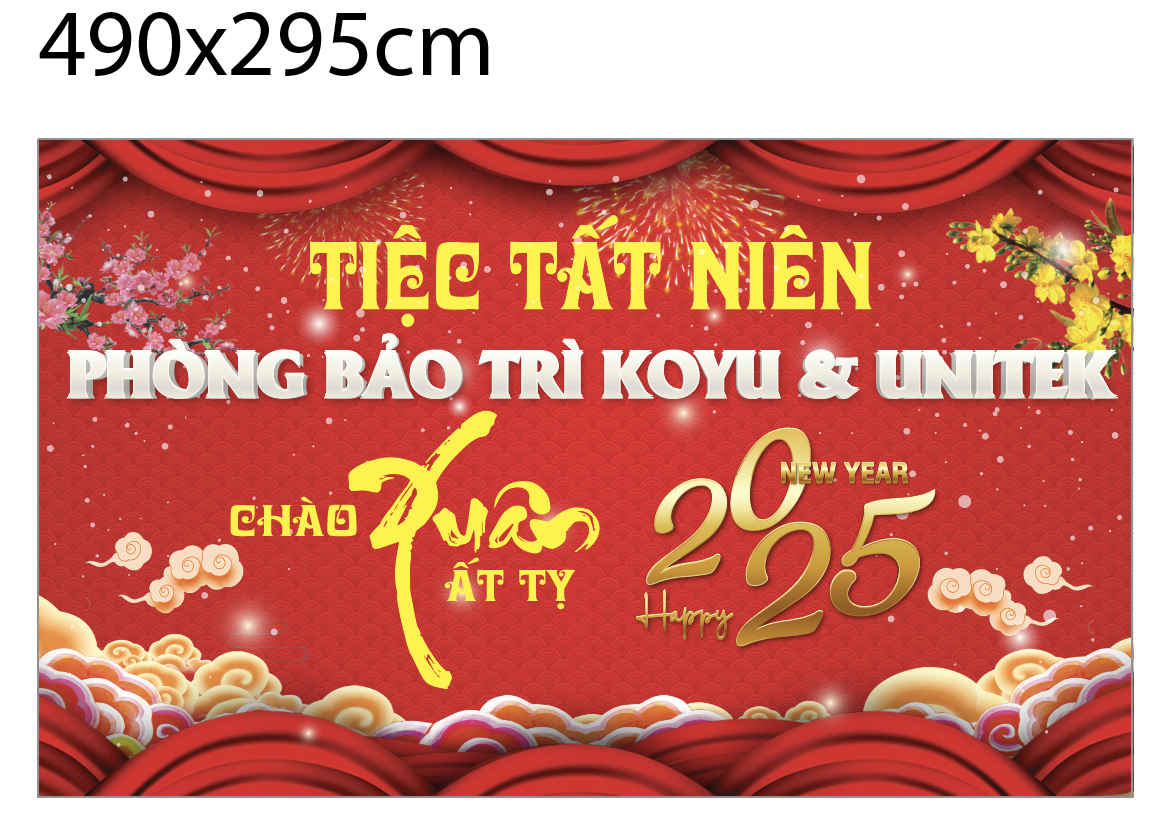 490x295cm
TIỆC TẤT NIÊN
PHÒNG BẢO TRÌ KOYU & UNITEK
CHÀO Xuân
ẤT TỴ
2025
NEW YEAR
Happy